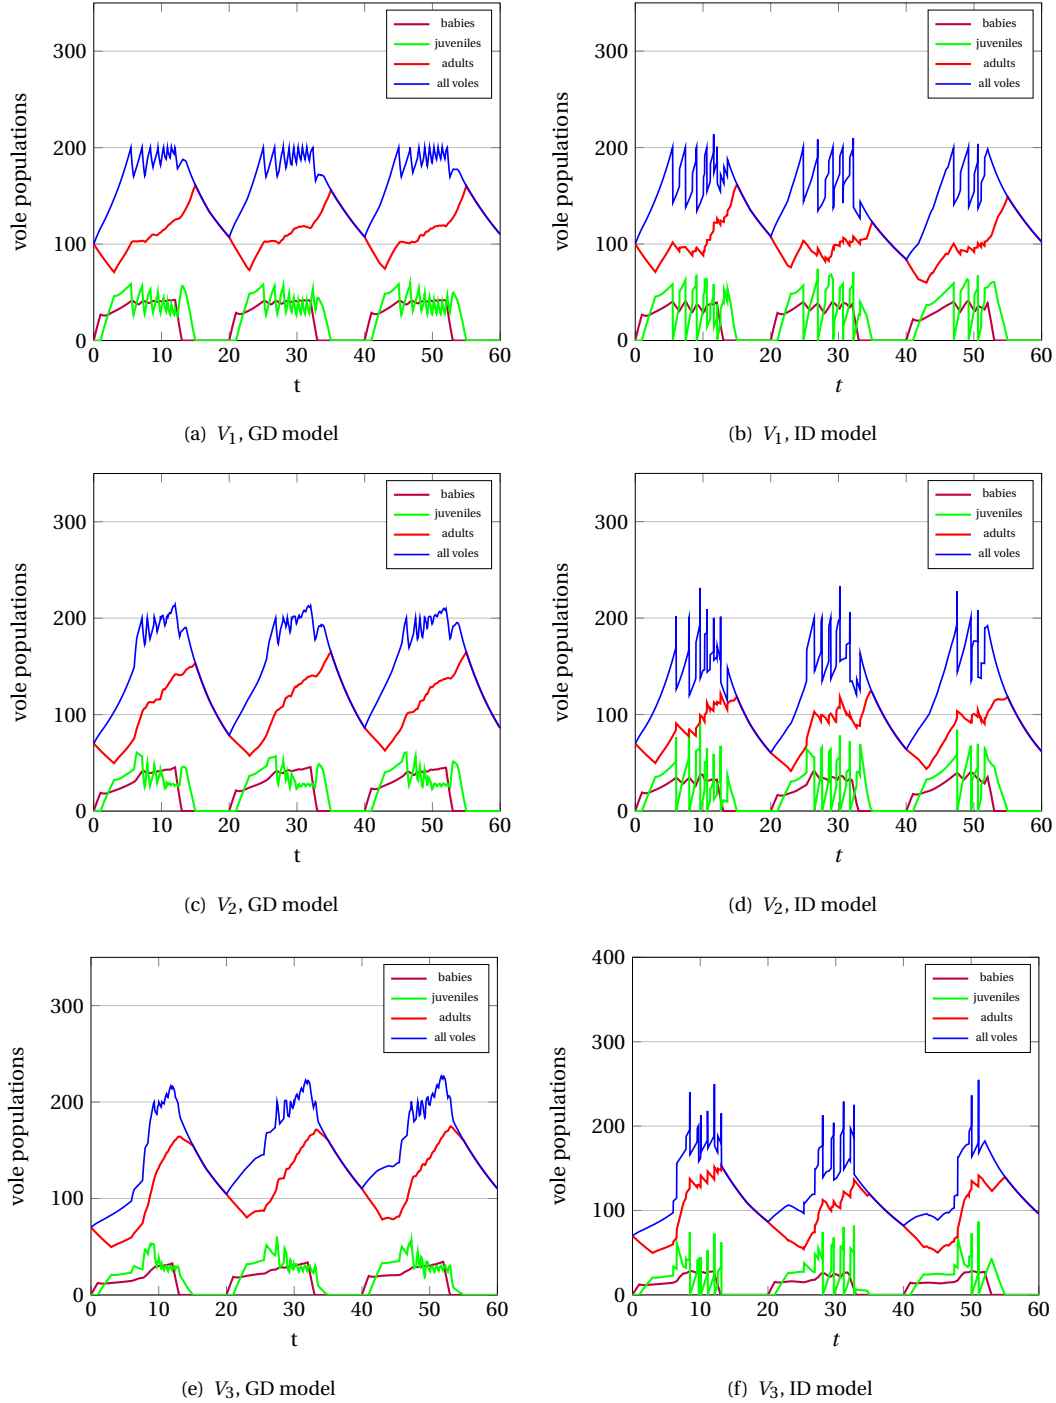 vole populations
300
200
100
0
0 10 20 30 40 50 60
t
babies
juveniles
adults
all voles
(a) V1, GD model
vole populations
300
200
100
0
0 10 20 30 40 50 60
t
babies
juveniles
adults
all voles
(b) V1, ID model
vole populations
300
200
100
0
0 10 20 30 40 50 60
t
babies
juveniles
adults
all voles
(c) V2, GD model
vole populations
300
200
100
0
0 10 20 30 40 50 60
t
babies
juveniles
adults
all voles
(d) V2, ID model
vole populations
300
200
100
0
0 10 20 30 40 50 60
t
babies
juveniles
adults
all voles
(e) V3, GD model
vole populations
400
300
200
100
0
0 10 20 30 40 50 60
t
babies
juveniles
adults
all voles
(f) V3, ID model